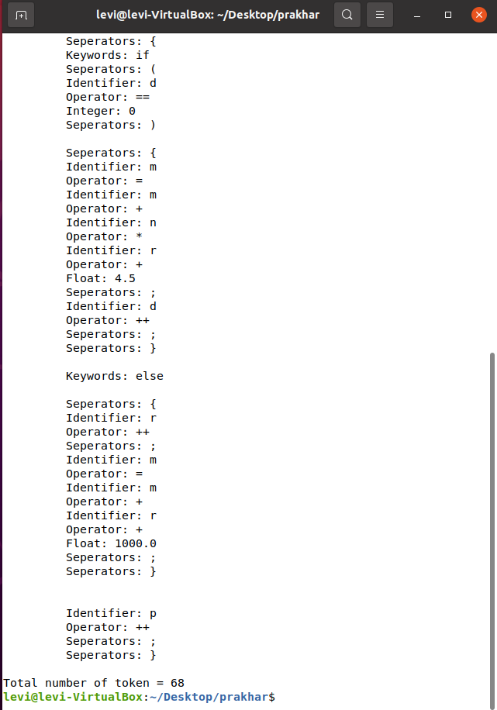 levi@levi-VirtualBox: ~/Desktop/prakhar
Seperators: {
Keywords: if
Seperators: (
Identifier: d
Operator: ==
Integer: 0
Seperators: )
Seperators: {
Identifier: m
Operator: =
Identifier: m
Operator: +
Identifier: n
Operator: *
Identifier: r
Operator: +
Float: 4.5
Seperators: ;
Identifier: d
Operator: ++
Seperators: ;
Seperators: }
Keywords: else
Seperators: {
Identifier: r
Operator: ++
Seperators: ;
Identifier: m
Operator: =
Identifier: m
Operator: +
Identifier: r
Operator: +
Float: 1000.0
Seperators: ;
Seperators: }
Identifier: p
Operator: ++
Seperators: ;
Seperators: }
Total number of token = 68
levi@levi-VirtualBox:~/Desktop/prakhar$